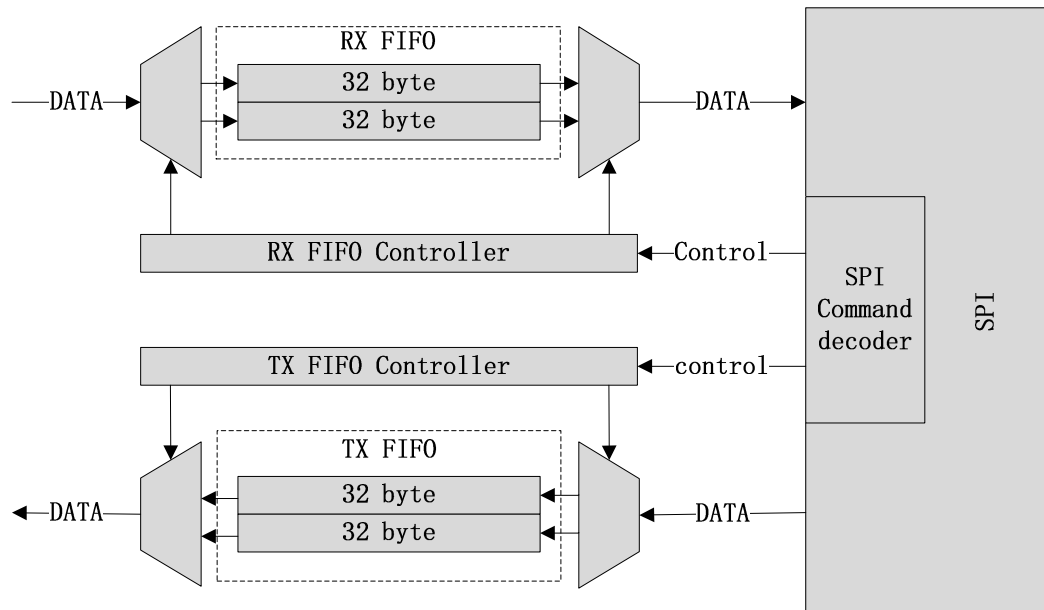 RX FIFO
32 byte
32 byte
DATA
DATA
RX FIFO Controller
Control
SPI
Command
decoder
SPI
TX FIFO Controller
control
TX FIFO
32 byte
32 byte
DATA
DATA